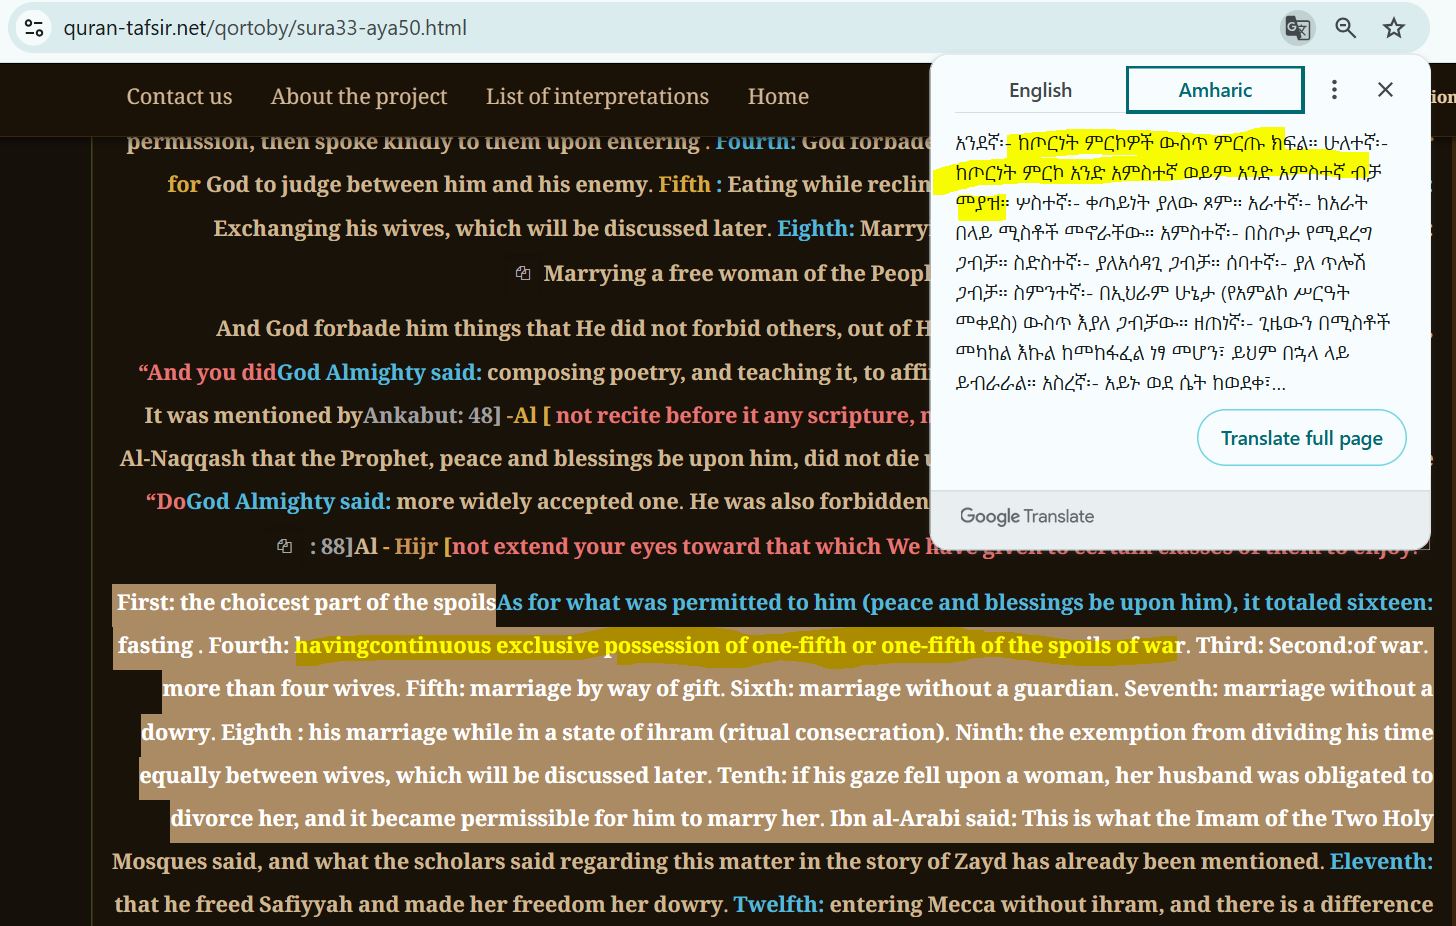 quran-tafsir.net/qortoby/sura33-aya50.html
Contact us About the project List of interpretations Home
permission, then spoke kindly to them upon entering . Fourth: God forbade
for God to judge between him and his enemy. Fifth : Eating while reclin
Exchanging his wives, which will be discussed later. Eighth: Marry
Marrying a free woman of the Peopl
And God forbade him things that He did not forbid others, out of H
“And you didGod Almighty said: composing poetry, and teaching it, to affi
It was mentioned byAnkabut: 48] -Al [ not recite before it any scripture, n
Al-Naqqash that the Prophet, peace and blessings be upon him, did not die
“DoGod Almighty said: more widely accepted one. He was also forbidden
: 88]Al - Hijr [not extend your eyes toward that which We have given to certain classes of them to enjoy.
First: the choicest part of the spoilsAs for what was permitted to him (peace and blessings be upon him), it totaled sixteen:
fasting . Fourth: havingcontinuous exclusive possession of one-fifth or one-fifth of the spoils of war. Third: Second:of war.
more than four wives. Fifth: marriage by way of gift. Sixth: marriage without a guardian. Seventh: marriage without a
dowry. Eighth : his marriage while in a state of ihram (ritual consecration). Ninth: the exemption from dividing his time
equally between wives, which will be discussed later. Tenth: if his gaze fell upon a woman, her husband was obligated to
divorce her, and it became permissible for him to marry her. Ibn al-Arabi said: This is what the Imam of the Two Holy
Mosques said, and what the scholars said regarding this matter in the story of Zayd has already been mentioned. Eleventh:
that he freed Safiyyah and made her freedom her dowry. Twelfth: entering Mecca without ihram, and there is a difference
English Amharic
አንደኛ፡- ከጦርነት ምርኮዎች ውስጥ ምርጡ ክፍል። ሁለተኛ፡-
ከጦርነት ምርኮ አንድ አምስተኛ ወይም አንድ አምስተኛ ብቻ
መያዝ። ሦስተኛ፡- ቀጣይነት ያለው ጾም። አራተኛ፡- ከአራት
በላይ ሚስቶች መኖራቸው። አምስተኛ፡- በስጦታ የሚደረግ
ጋብቻ። ስድስተኛ፡- ያለአሳዳጊ ጋብቻ። ሰባተኛ፡- ያለ ጥሎሽ
ጋብቻ። ስምንተኛ፡- በኢህራም ሁኔታ (የአምልኮ ሥርዓት
መቀደስ) ውስጥ እያለ ጋብቻው። ዘጠነኛ፡- ጊዜውን በሚስቶች
መካከል እኩል ከመከፋፈል ነፃ መሆን፣ ይህም በኋላ ላይ
ይብራራል። አስረኛ፡- አይኑ ወደ ሴት ከወደቀ፣...
Translate full page
Google Translate